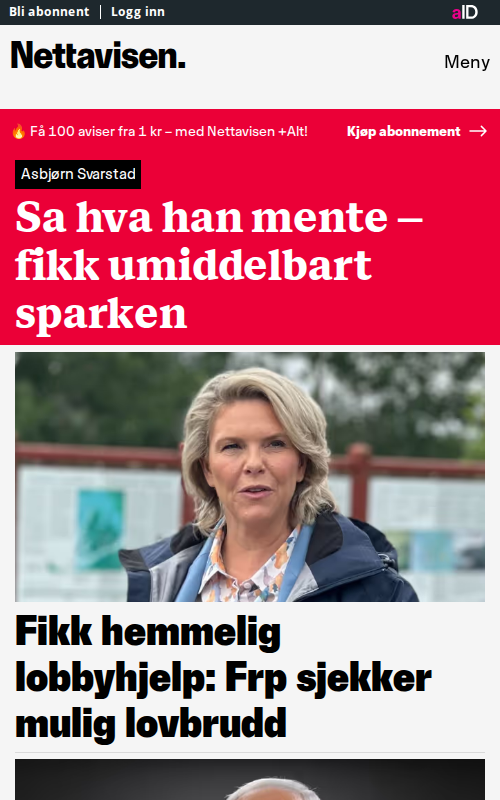 Bli abonnent | Logg inn
aID
Nettavisen.
Meny
🔥 Få 100 aviser fra 1 kr – med Nettavisen +Alt!
Kjøp abonnement →
Asbjørn Svarstad
Sa hva han mente –
fikk umiddelbart
sparken
Fikk hemmelig
lobbyhjelp: Frp sjekker
mulig lovbrudd